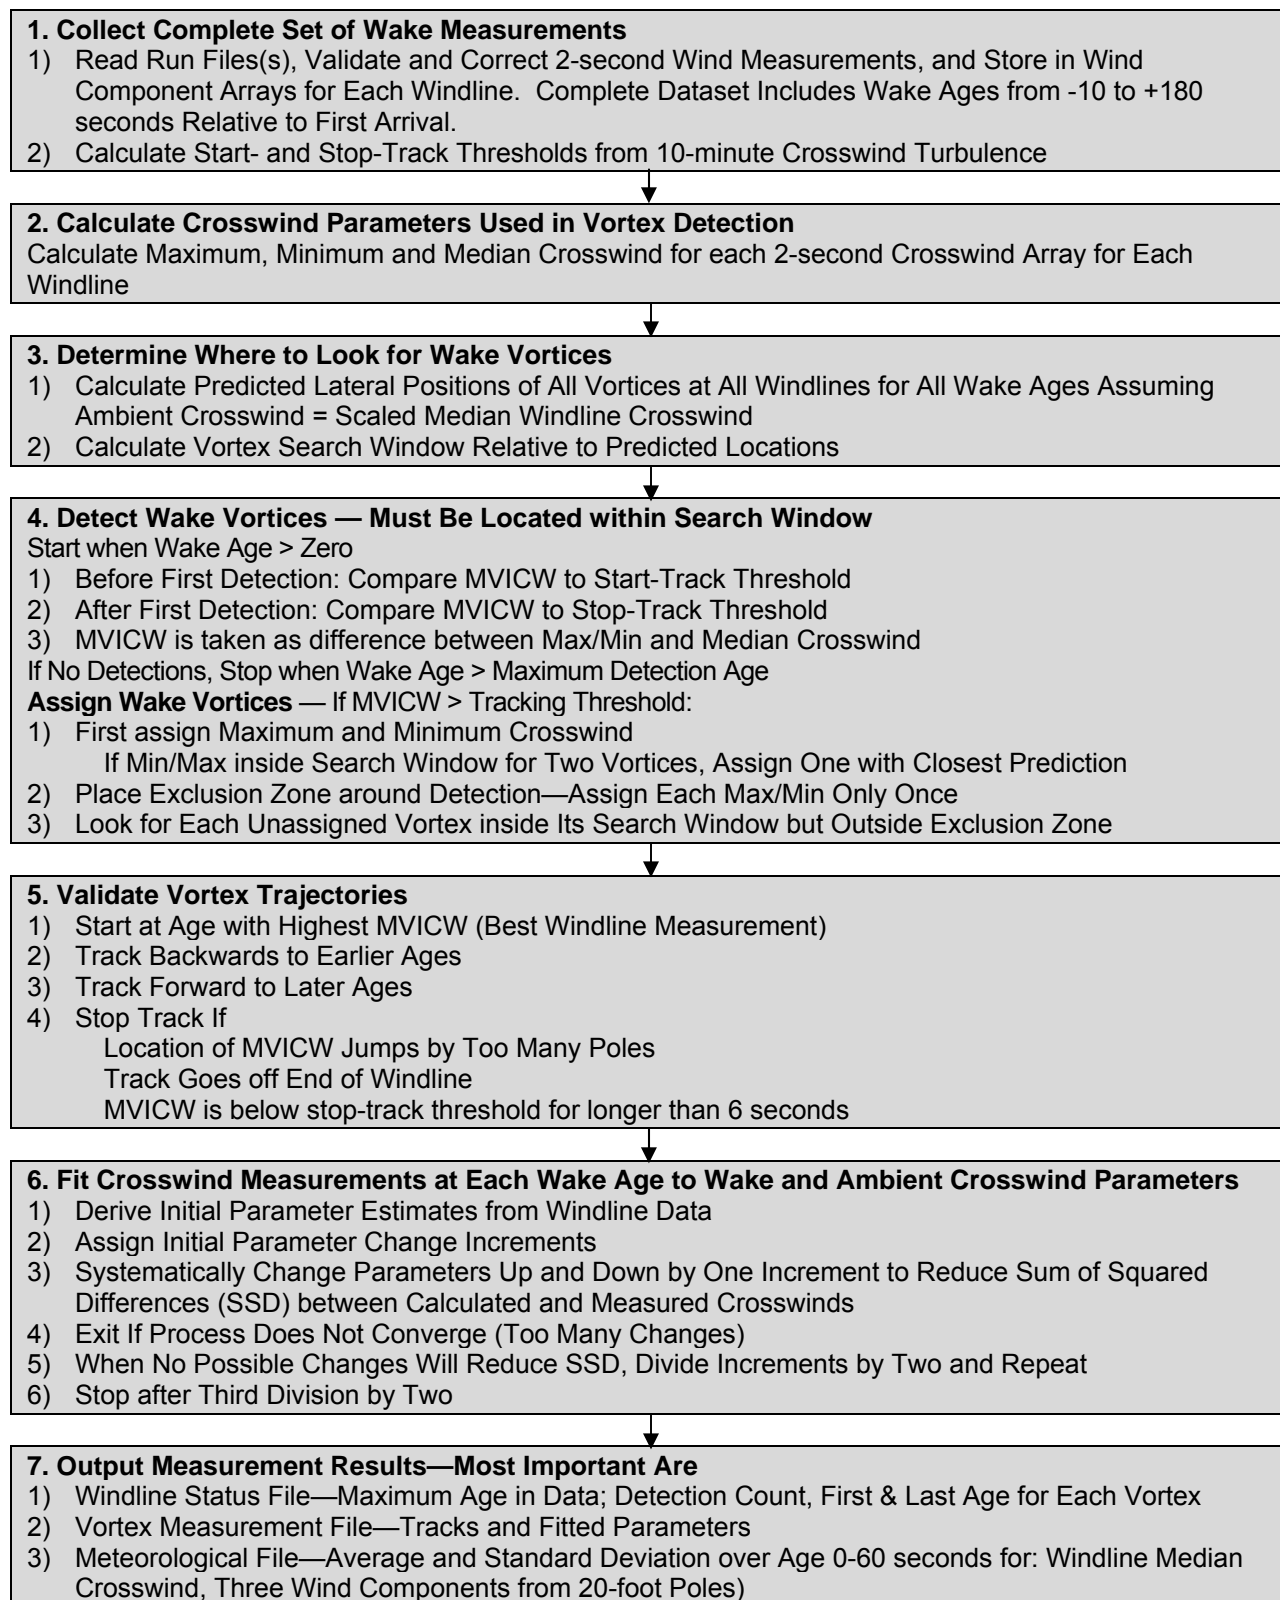 1. Collect Complete Set of Wake Measurements
1) Read Run Files(s), Validate and Correct 2-second Wind Measurements, and Store in Wind
Component Arrays for Each Windline. Complete Dataset Includes Wake Ages from -10 to +180
seconds Relative to First Arrival.
2) Calculate Start- and Stop-Track Thresholds from 10-minute Crosswind Turbulence
2. Calculate Crosswind Parameters Used in Vortex Detection
Calculate Maximum, Minimum and Median Crosswind for each 2-second Crosswind Array for Each
Windline
3. Determine Where to Look for Wake Vortices
1) Calculate Predicted Lateral Positions of All Vortices at All Windlines for All Wake Ages Assuming
Ambient Crosswind = Scaled Median Windline Crosswind
2) Calculate Vortex Search Window Relative to Predicted Locations
4. Detect Wake Vortices — Must Be Located within Search Window
Start when Wake Age > Zero
1) Before First Detection: Compare MVICW to Start-Track Threshold
2) After First Detection: Compare MVICW to Stop-Track Threshold
3) MVICW is taken as difference between Max/Min and Median Crosswind
If No Detections, Stop when Wake Age > Maximum Detection Age
Assign Wake Vortices — If MVICW > Tracking Threshold:
1) First assign Maximum and Minimum Crosswind
If Min/Max inside Search Window for Two Vortices, Assign One with Closest Prediction
2) Place Exclusion Zone around Detection—Assign Each Max/Min Only Once
3) Look for Each Unassigned Vortex inside Its Search Window but Outside Exclusion Zone
5. Validate Vortex Trajectories
1) Start at Age with Highest MVICW (Best Windline Measurement)
2) Track Backwards to Earlier Ages
3) Track Forward to Later Ages
4) Stop Track If
Location of MVICW Jumps by Too Many Poles
Track Goes off End of Windline
MVICW is below stop-track threshold for longer than 6 seconds
6. Fit Crosswind Measurements at Each Wake Age to Wake and Ambient Crosswind Parameters
1) Derive Initial Parameter Estimates from Windline Data
2) Assign Initial Parameter Change Increments
3) Systematically Change Parameters Up and Down by One Increment to Reduce Sum of Squared
Differences (SSD) between Calculated and Measured Crosswinds
4) Exit If Process Does Not Converge (Too Many Changes)
5) When No Possible Changes Will Reduce SSD, Divide Increments by Two and Repeat
6) Stop after Third Division by Two
7. Output Measurement Results—Most Important Are
1) Windline Status File—Maximum Age in Data; Detection Count, First & Last Age for Each Vortex
2) Vortex Measurement File—Tracks and Fitted Parameters
3) Meteorological File—Average and Standard Deviation over Age 0-60 seconds for: Windline Median
Crosswind, Three Wind Components from 20-foot Poles)